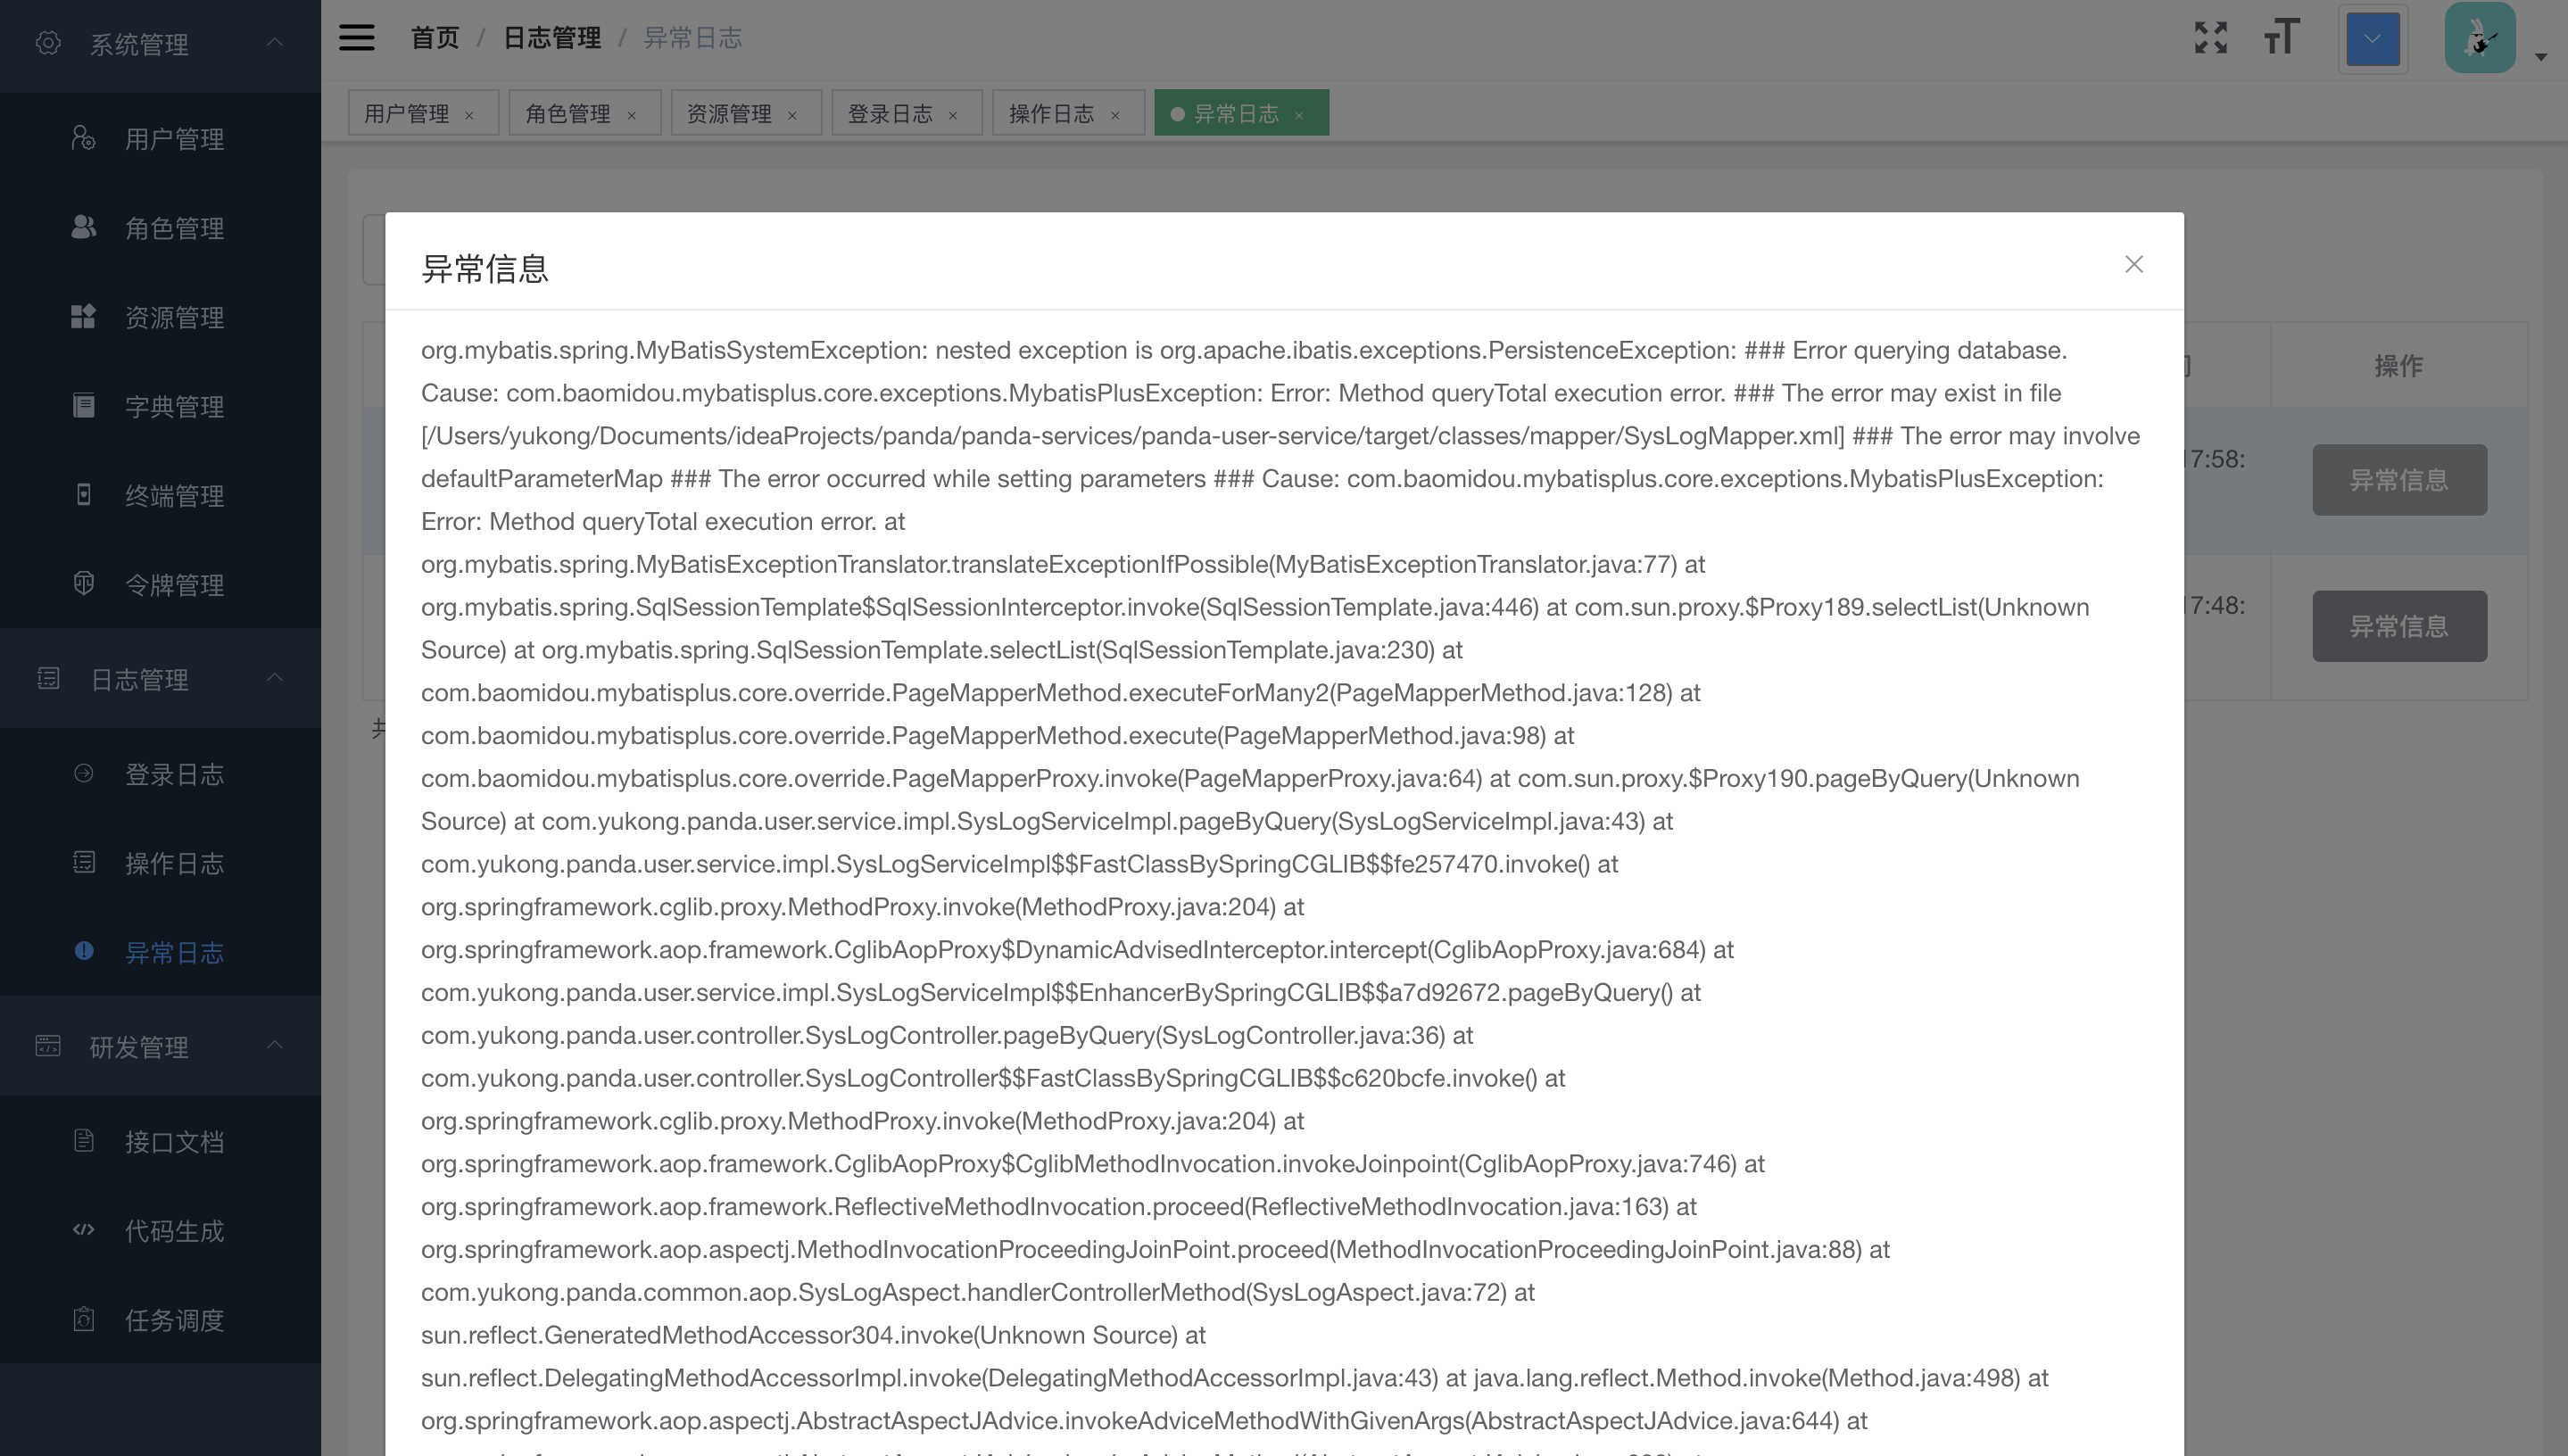 系统管理
用户管理
角色管理
资源管理
字典管理
终端管理
令牌管理
日志管理
登录日志
操作日志
异常日志
研发管理
接口文档
代码生成
任务调度
首页 / 日志管理 / 异常日志
用户管理 × 角色管理 × 资源管理 × 登录日志 × 操作日志 × 异常日志 ×
异常信息
org.mybatis.spring.MyBatisSystemException: nested exception is org.apache.ibatis.exceptions.PersistenceException: ### Error querying database.
Cause: com.baomidou.mybatisplus.core.exceptions.MybatisPlusException: Error: Method queryTotal execution error. ### The error may exist in file
[/Users/yukong/Documents/ideaProjects/panda/panda-services/panda-user-service/target/classes/mapper/SysLogMapper.xml] ### The error may involve
defaultParameterMap ### The error occurred while setting parameters ### Cause: com.baomidou.mybatisplus.core.exceptions.MybatisPlusException:
Error: Method queryTotal execution error. at
org.mybatis.spring.MyBatisExceptionTranslator.translateExceptionIfPossible(MyBatisExceptionTranslator.java:77) at
org.mybatis.spring.SqlSessionTemplate$SqlSessionInterceptor.invoke(SqlSessionTemplate.java:446) at com.sun.proxy.$Proxy189.selectList(Unknown
Source) at org.mybatis.spring.SqlSessionTemplate.selectList(SqlSessionTemplate.java:230) at
com.baomidou.mybatisplus.core.override.PageMapperMethod.executeForMany2(PageMapperMethod.java:128) at
com.baomidou.mybatisplus.core.override.PageMapperMethod.execute(PageMapperMethod.java:98) at
com.baomidou.mybatisplus.core.override.PageMapperProxy.invoke(PageMapperProxy.java:64) at com.sun.proxy.$Proxy190.pageByQuery(Unknown
Source) at com.yukong.panda.user.service.impl.SysLogServiceImpl.pageByQuery(SysLogServiceImpl.java:43) at
com.yukong.panda.user.service.impl.SysLogServiceImpl$$FastClassBySpringCGLIB$$fe257470.invoke() at
org.springframework.cglib.proxy.MethodProxy.invoke(MethodProxy.java:204) at
org.springframework.aop.framework.CglibAopProxy$DynamicAdvisedInterceptor.intercept(CglibAopProxy.java:684) at
com.yukong.panda.user.service.impl.SysLogServiceImpl$$EnhancerBySpringCGLIB$$a7d92672.pageByQuery() at
com.yukong.panda.user.controller.SysLogController.pageByQuery(SysLogController.java:36) at
com.yukong.panda.user.controller.SysLogController$$FastClassBySpringCGLIB$$c620bcfe.invoke() at
org.springframework.cglib.proxy.MethodProxy.invoke(MethodProxy.java:204) at
org.springframework.aop.framework.CglibAopProxy$CglibMethodInvocation.invokeJoinpoint(CglibAopProxy.java:746) at
org.springframework.aop.framework.ReflectiveMethodInvocation.proceed(ReflectiveMethodInvocation.java:163) at
org.springframework.aop.aspectj.MethodInvocationProceedingJoinPoint.proceed(MethodInvocationProceedingJoinPoint.java:88) at
com.yukong.panda.common.aop.SysLogAspect.handlerControllerMethod(SysLogAspect.java:72) at
sun.reflect.GeneratedMethodAccessor304.invoke(Unknown Source) at
sun.reflect.DelegatingMethodAccessorImpl.invoke(DelegatingMethodAccessorImpl.java:43) at java.lang.reflect.Method.invoke(Method.java:498) at
org.springframework.aop.aspectj.AbstractAspectJAdvice.invokeAdviceMethodWithGivenArgs(AbstractAspectJAdvice.java:644) at
操作
7:58:
异常信息
7:48:
异常信息